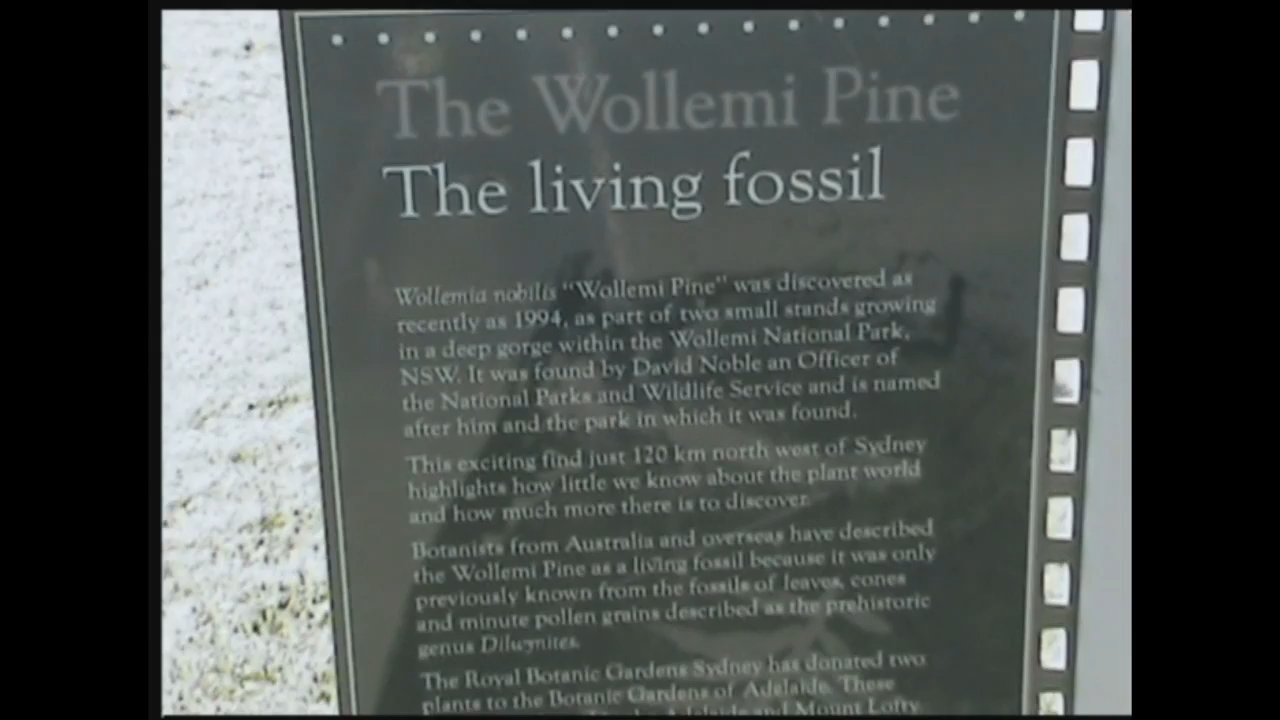 The Wollemi Pine
The living fossil
Wollemia nobilis "Wollemi Pine" was discovered as
recently as 1994, as part of two small stands growing
in a deep gorge within the Wollemi National Park,
NSW. It was found by David Noble an Officer of
the National Parks and Wildlife Service and is named
after him and the park in which it was found.
This exciting find just 120 km north west of Sydney
highlights how little we know about the plant world
and how much more there is to discover.
Botanists from Australia and overseas have described
the Wollemi Pine as a living fossil because it was only
previously known from the fossils of leaves, cones
and minute pollen grains described as the prehistoric
genus Dilwynites.
The Royal Botanic Gardens Sydney has donated two
plants to the Botanic Gardens of Adelaide. These
Adelaide and Mount Lofty